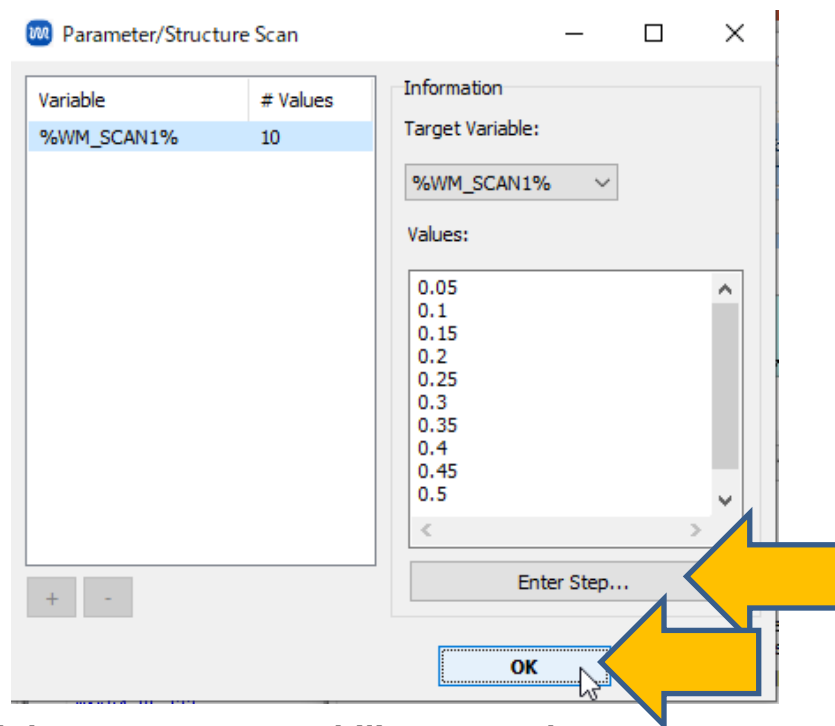 Parameter/Structure Scan
Variable # Values
%WM_SCAN1% 10
Information
Target Variable:
%WM_SCAN1%
Values:
0.05
0.1
0.15
0.2
0.25
0.3
0.35
0.4
0.45
0.5
Enter Step...
+ -
OK